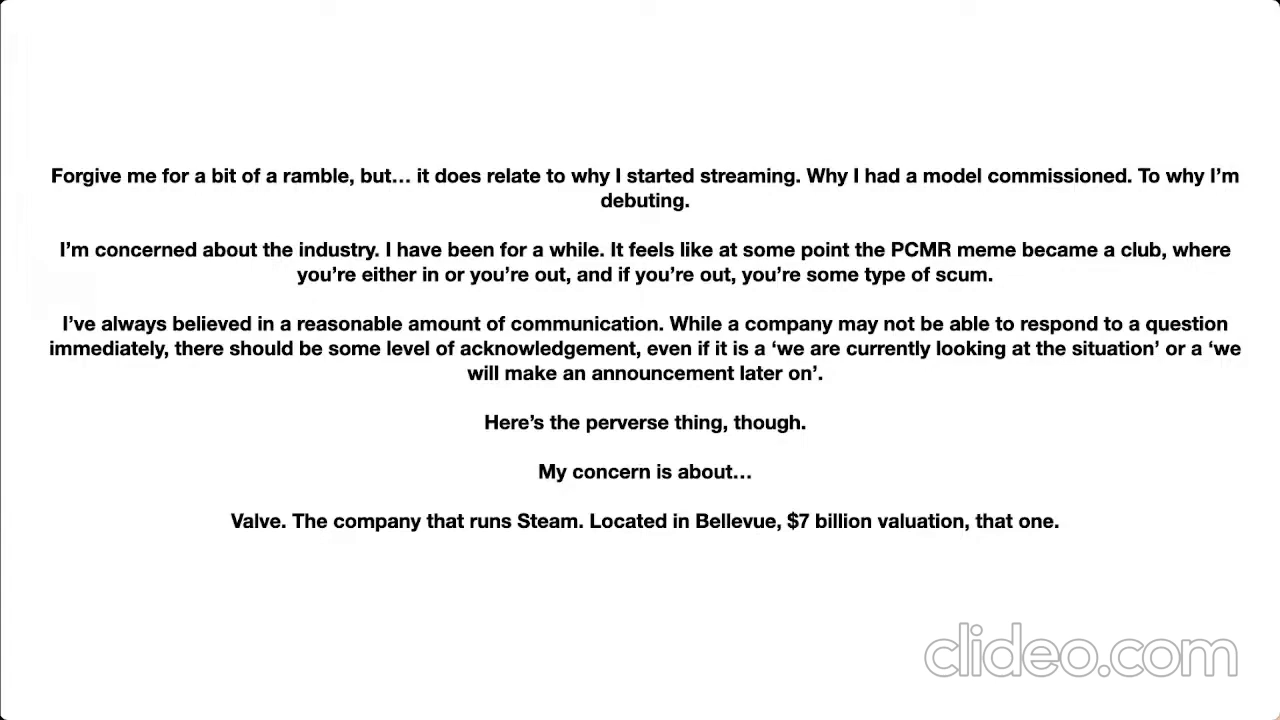 Forgive me for a bit of a ramble, but… it does relate to why I started streaming. Why I had a model commissioned. To why I’m
debuting.
I’m concerned about the industry. I have been for a while. It feels like at some point the PCMR meme became a club, where
you’re either in or you’re out, and if you’re out, you’re some type of scum.
I’ve always believed in a reasonable amount of communication. While a company may not be able to respond to a question
immediately, there should be some level of acknowledgement, even if it is a ‘we are currently looking at the situation’ or a ‘we
will make an announcement later on’.
Here’s the perverse thing, though.
My concern is about…
Valve. The company that runs Steam. Located in Bellevue, $7 billion valuation, that one.
clideo.com